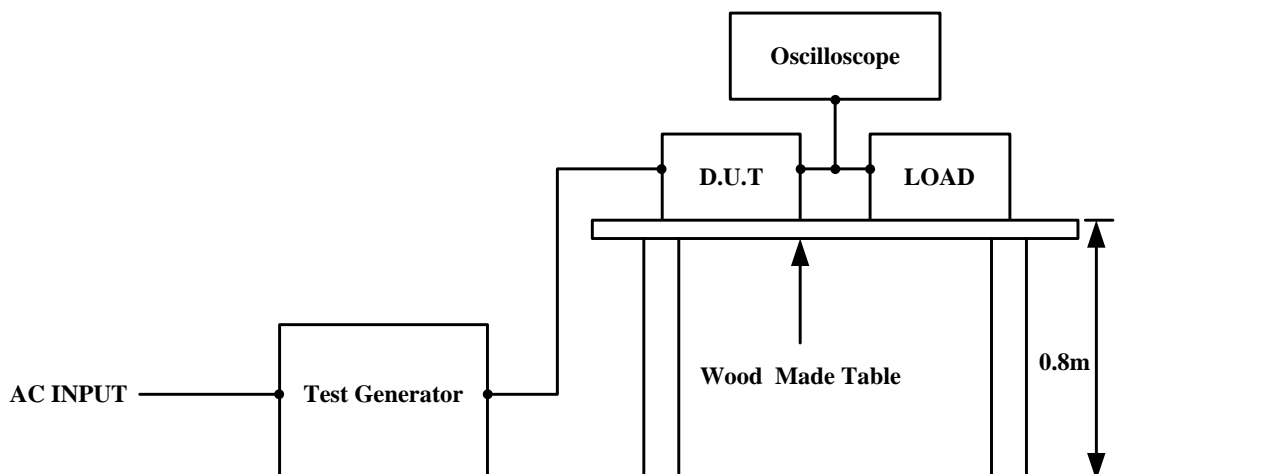 Oscilloscope
D.U.T
LOAD
0.8m
Wood Made Table
AC INPUT
Test Generator